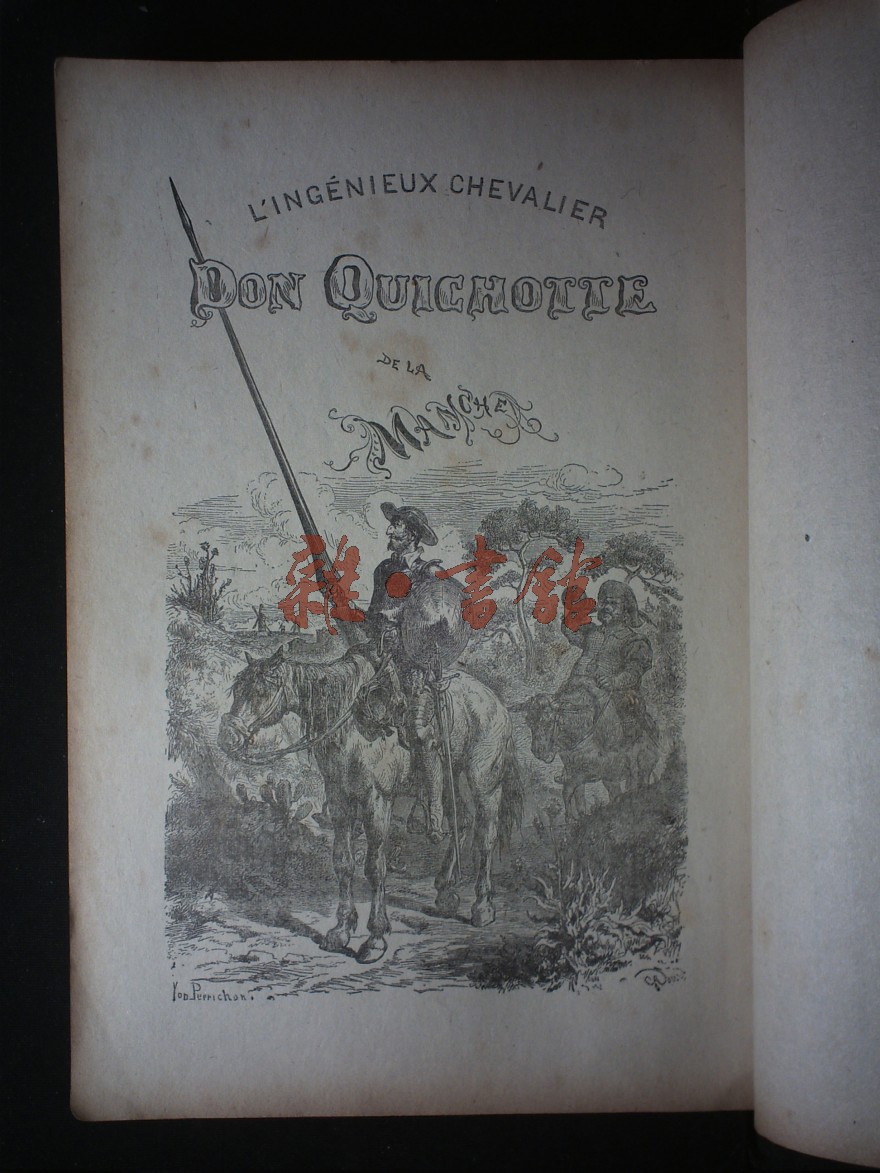 L'INGÉNIEUX CHEVALIER
DON QUICHOTTE
DE LA
MANCHE
雜·書館
Yon Perrichon.